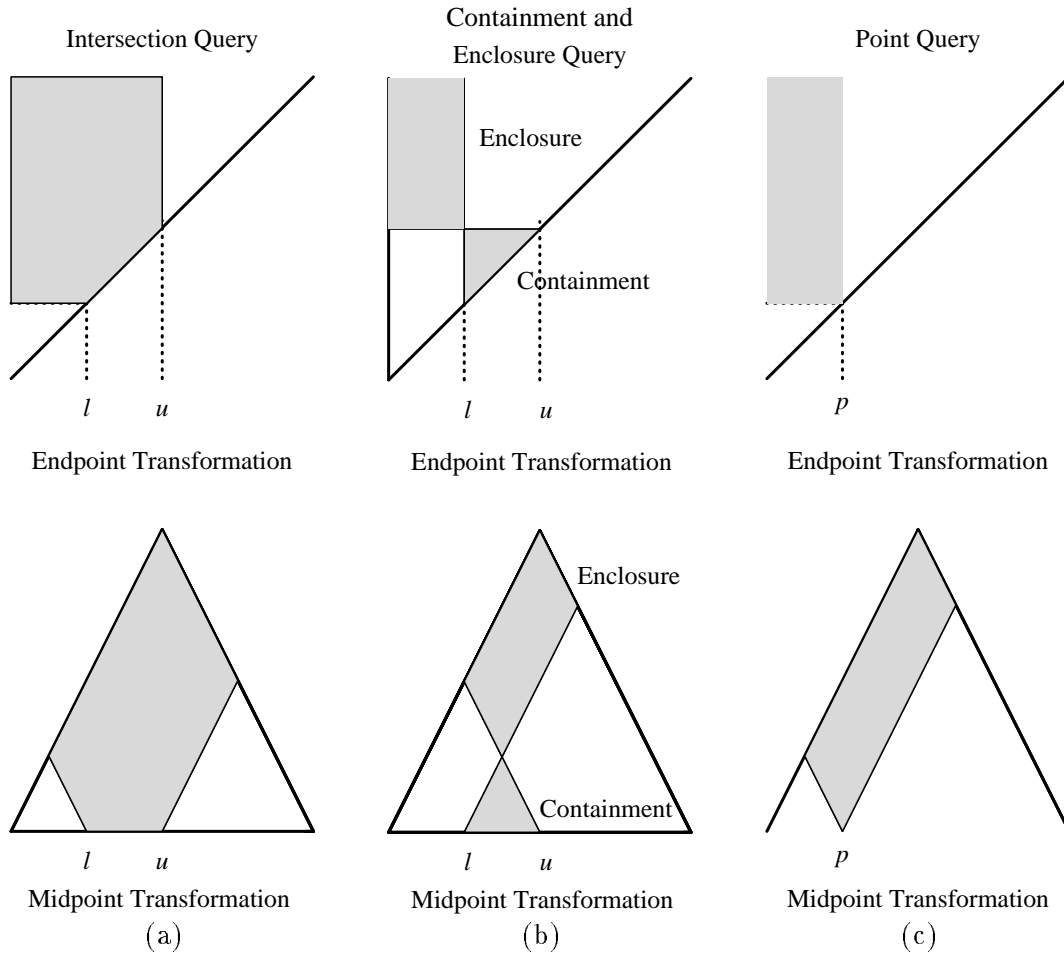 Intersection Query
Containment and
Enclosure Query
Point Query
Enclosure
Containment
l
u
l
u
p
Endpoint Transformation
Endpoint Transformation
Endpoint Transformation
Enclosure
Containment
l
u
l
u
p
Midpoint Transformation
Midpoint Transformation
Midpoint Transformation
(a)
(b)
(c)